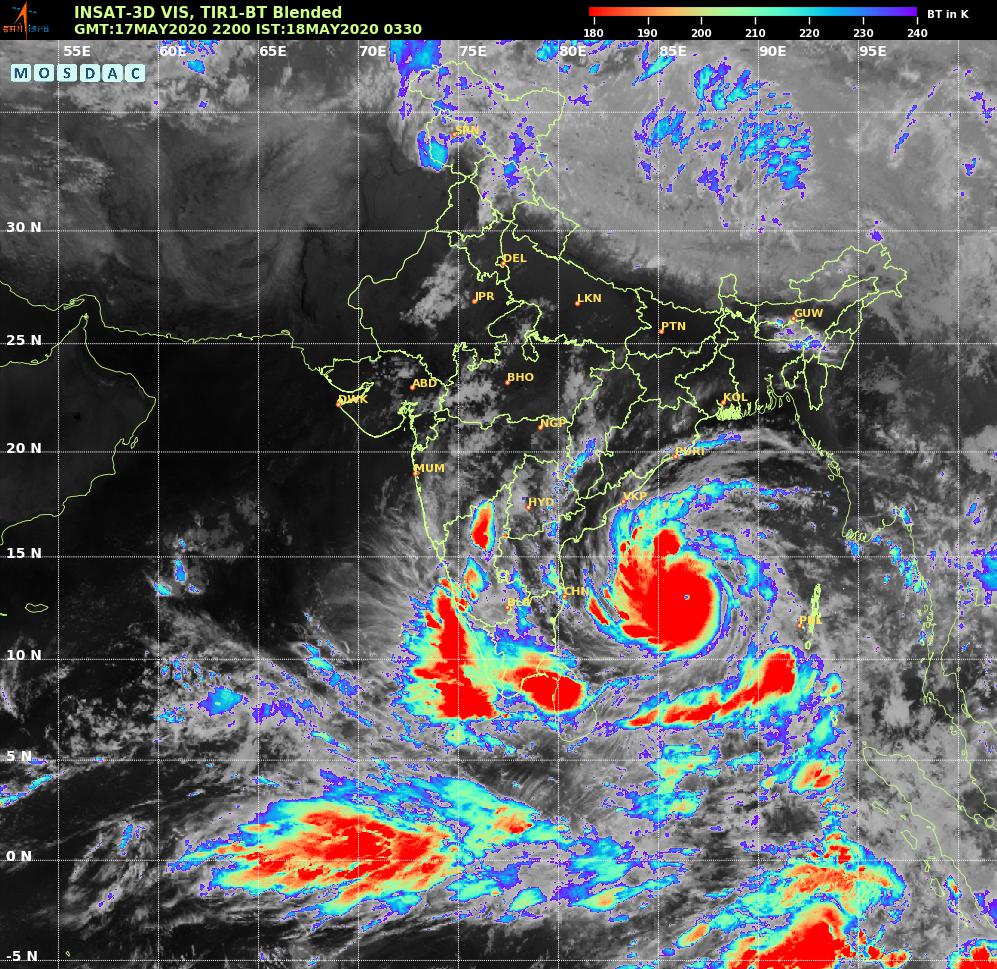 INSAT-3D VIS, TIR1-BT Blended
GMT:17MAY2020 2200 IST:18MAY2020 0330
180 190 200 210 220 230 240 BT in K
55E 60E 65E 70E 75E 80E 85E 90E 95E
MOSDAC
SRN
30 N
DEL
JPR LKN
GUW
PTN
25 N
ABD BHO
DWK KOL
NGP
20 N PURI
MUM
HYD VKP
15 N
BLG CHN
PBL
10 N
5 N
0 N
-5 N